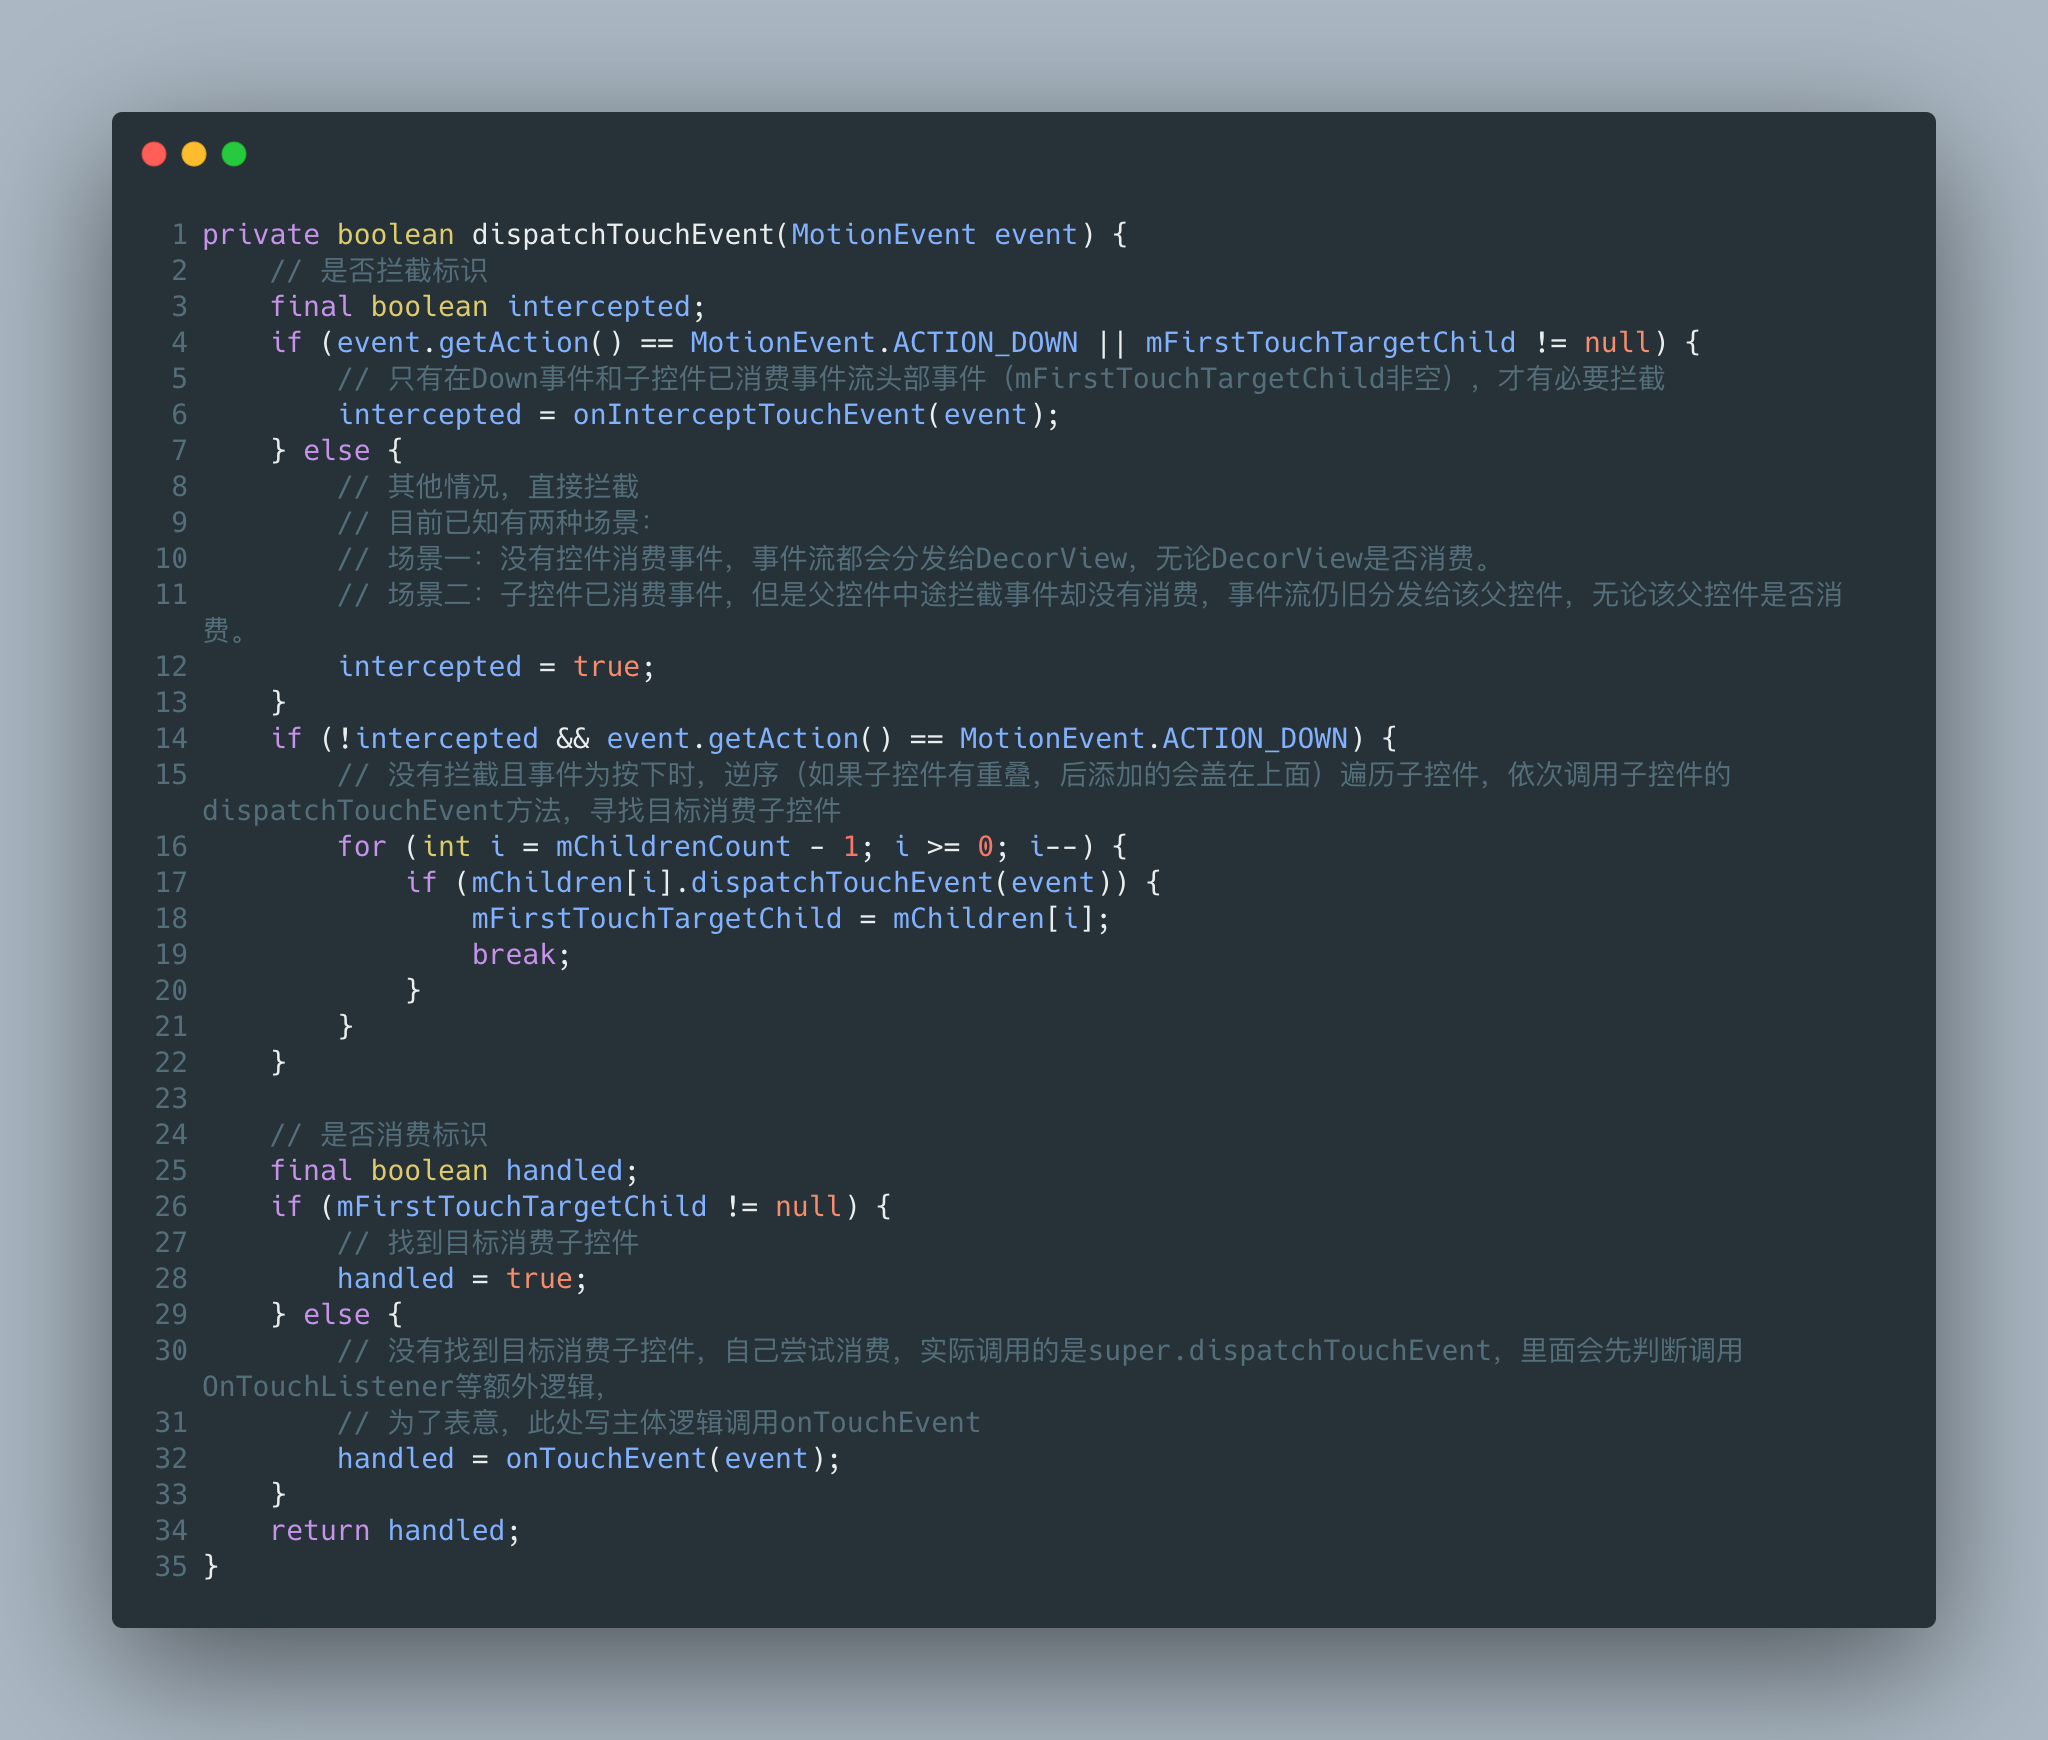 1 private boolean dispatchTouchEvent(MotionEvent event) {
2     // 是否拦截标识
3     final boolean intercepted;
4     if (event.getAction() == MotionEvent.ACTION_DOWN || mFirstTouchTargetChild != null) {
5         // 只有在Down事件和子控件已消费事件流头部事件（mFirstTouchTargetChild非空），才有必要拦截
6         intercepted = onInterceptTouchEvent(event);
7     } else {
8         // 其他情况，直接拦截
9         // 目前已知有两种场景：
10         // 场景一：没有控件消费事件，事件流都会分发给DecorView，无论DecorView是否消费。
11         // 场景二：子控件已消费事件，但是父控件中途拦截事件却没有消费，事件流仍旧分发给该父控件，无论该父控件是否消
费。
12         intercepted = true;
13     }
14     if (!intercepted && event.getAction() == MotionEvent.ACTION_DOWN) {
15         // 没有拦截且事件为按下时，逆序（如果子控件有重叠，后添加的会盖在上面）遍历子控件，依次调用子控件的
dispatchTouchEvent方法，寻找目标消费子控件
16         for (int i = mChildrenCount - 1; i >= 0; i--) {
17             if (mChildren[i].dispatchTouchEvent(event)) {
18                 mFirstTouchTargetChild = mChildren[i];
19                 break;
20             }
21         }
22     }
23
24     // 是否消费标识
25     final boolean handled;
26     if (mFirstTouchTargetChild != null) {
27         // 找到目标消费子控件
28         handled = true;
29     } else {
30         // 没有找到目标消费子控件，自己尝试消费，实际调用的是super.dispatchTouchEvent，里面会先判断调用
OnTouchListener等额外逻辑，
31         // 为了表意，此处写主体逻辑调用onTouchEvent
32         handled = onTouchEvent(event);
33     }
34     return handled;
35 }